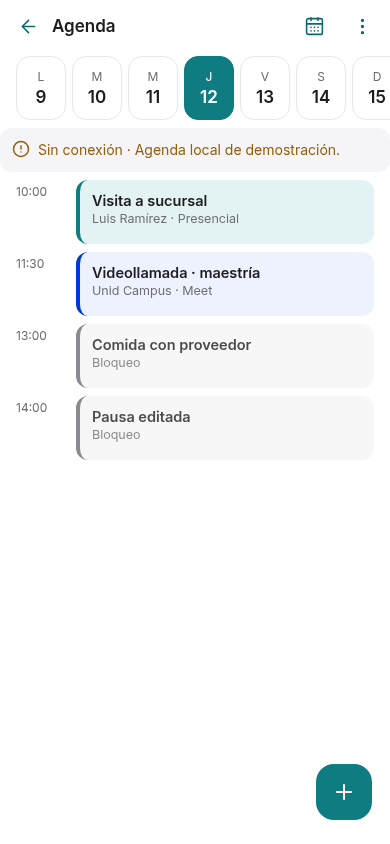 Agenda
L
9
M
10
M
11
J
12
V
13
S
14
D
15
Sin conexión · Agenda local de demostración.
10:00
Visita a sucursal
Luis Ramírez · Presencial
11:30
Videollamada · maestría
Unid Campus · Meet
13:00
Comida con proveedor
Bloqueo
14:00
Pausa editada
Bloqueo